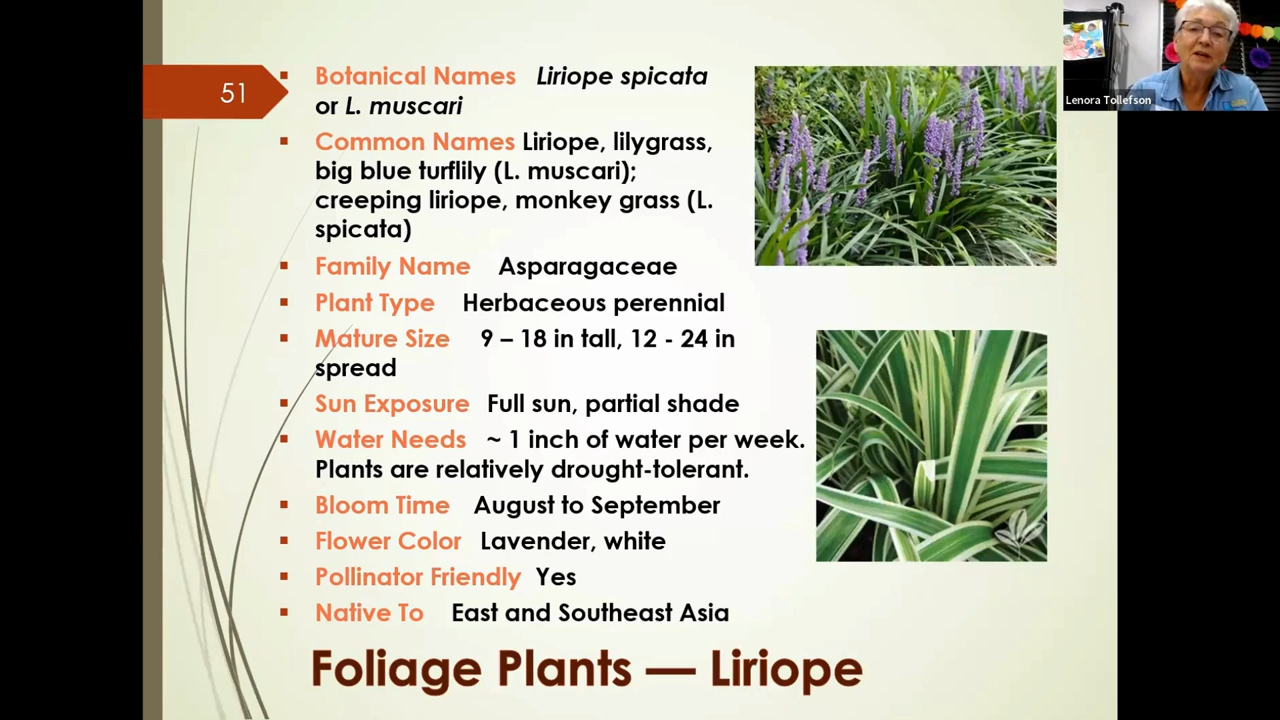 51
Botanical Names Liriope spicata
or L. muscari
Common Names Liriope, lilygrass,
big blue turflily (L. muscari);
creeping liriope, monkey grass (L.
spicata)
Family Name Asparagaceae
Plant Type Herbaceous perennial
Mature Size 9 – 18 in tall, 12 - 24 in
spread
Sun Exposure Full sun, partial shade
Water Needs ~ 1 inch of water per week.
Plants are relatively drought-tolerant.
Bloom Time August to September
Flower Color Lavender, white
Pollinator Friendly Yes
Native To East and Southeast Asia
Foliage Plants — Liriope
Lenora Tollefson